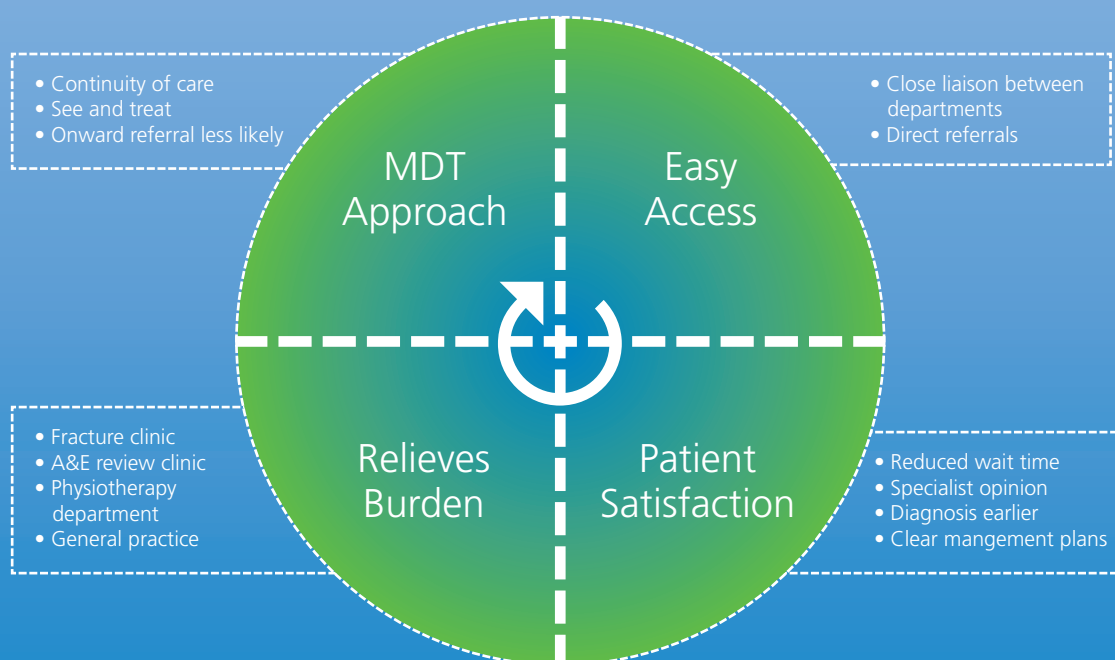 • Continuity of care
• See and treat
• Onward referral less likely
MDT
Approach
Easy
Access
• Close liaison between
departments
• Direct referrals
• Fracture clinic
• A&E review clinic
• Physiotherapy
department
• General practice
Relieves
Burden
Patient
Satisfaction
• Reduced wait time
• Specialist opinion
• Diagnosis earlier
• Clear mangement plans